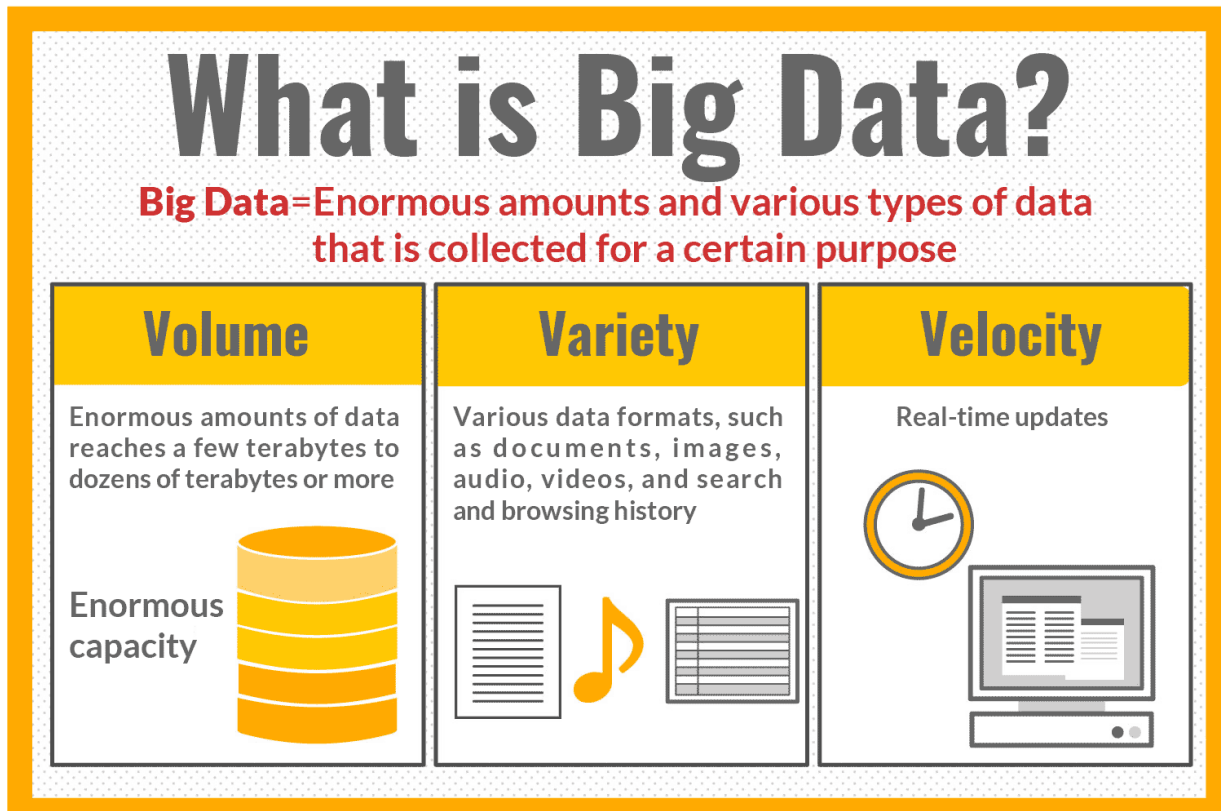 What is Big Data?
Big Data=Enormous amounts and various types of data
that is collected for a certain purpose
Volume
Enormous amounts of data
reaches a few terabytes to
dozens of terabytes or more
Enormous
capacity
Variety
Various data formats, such
as documents, images,
audio, videos, and search
and browsing history
Velocity
Real-time updates